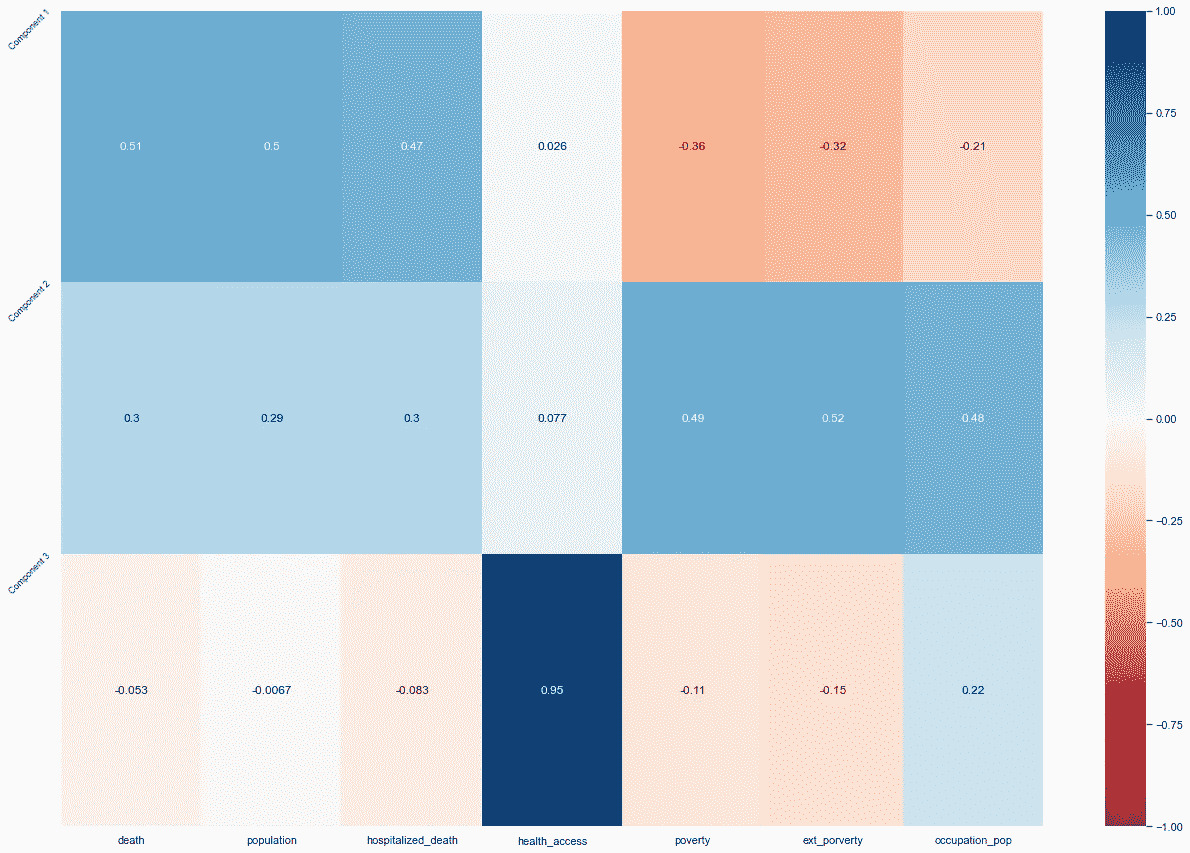 Component 1
0.51 0.5 0.47 0.026 -0.36 -0.32 -0.21
Component 2
0.3 0.29 0.3 0.077 0.49 0.52 0.48
Component 3
-0.053 -0.0067 -0.083 0.95 -0.11 -0.15 0.22
death population hospitalized_death health_access poverty ext_porverty occupation_pop
1.00
0.75
0.50
0.25
0.00
−0.25
−0.50
−0.75
−1.00